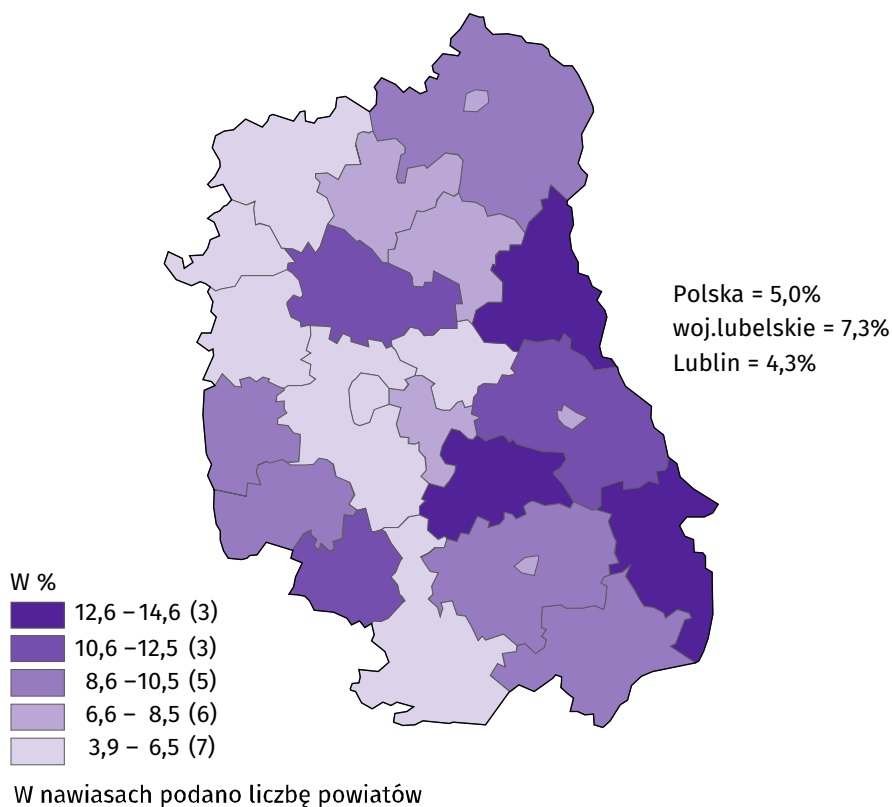 Polska = 5,0%
woj.lubelskie = 7,3%
Lublin = 4,3%
W %
12,6 – 14,6 (3)
10,6 – 12,5 (3)
8,6 – 10,5 (5)
6,6 – 8,5 (6)
3,9 – 6,5 (7)
W nawiasach podano liczbę powiatów